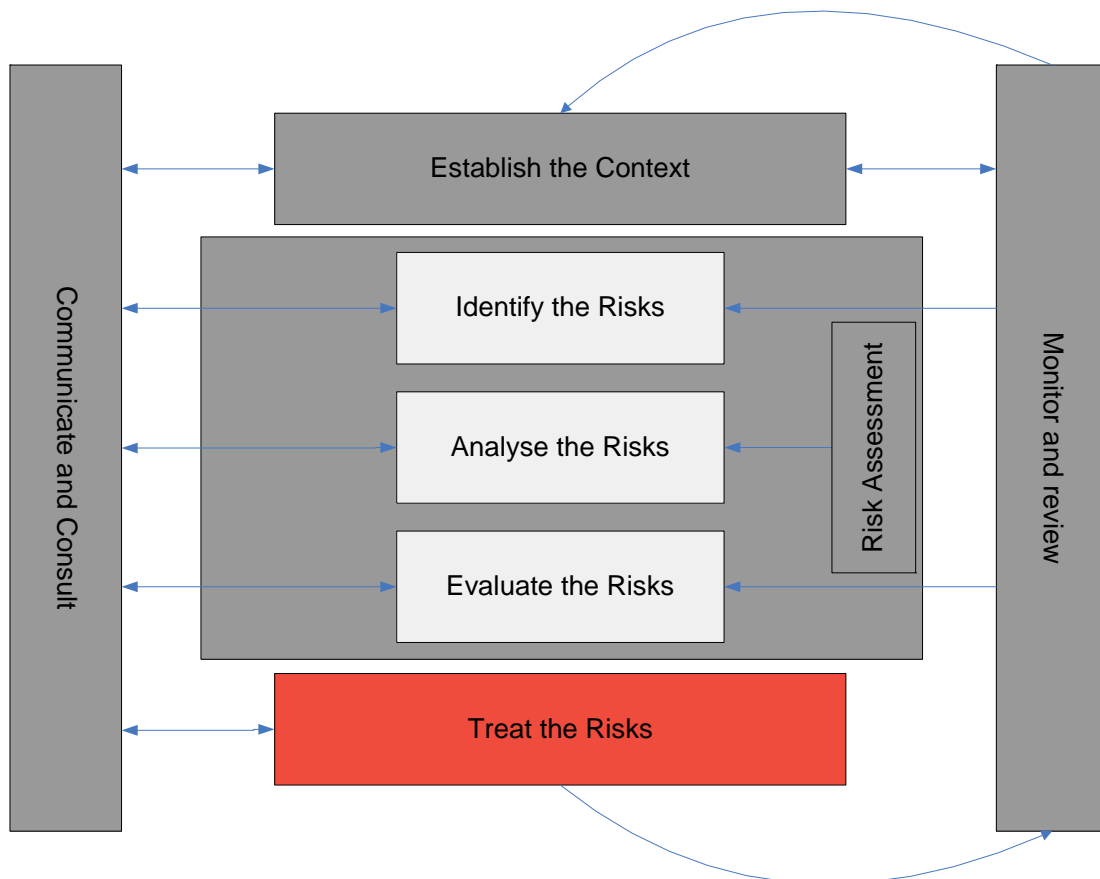 Establish the Context
Communicate and Consult
Identify the Risks
Analyse the Risks
Evaluate the Risks
Risk Assessment
Monitor and review
Treat the Risks